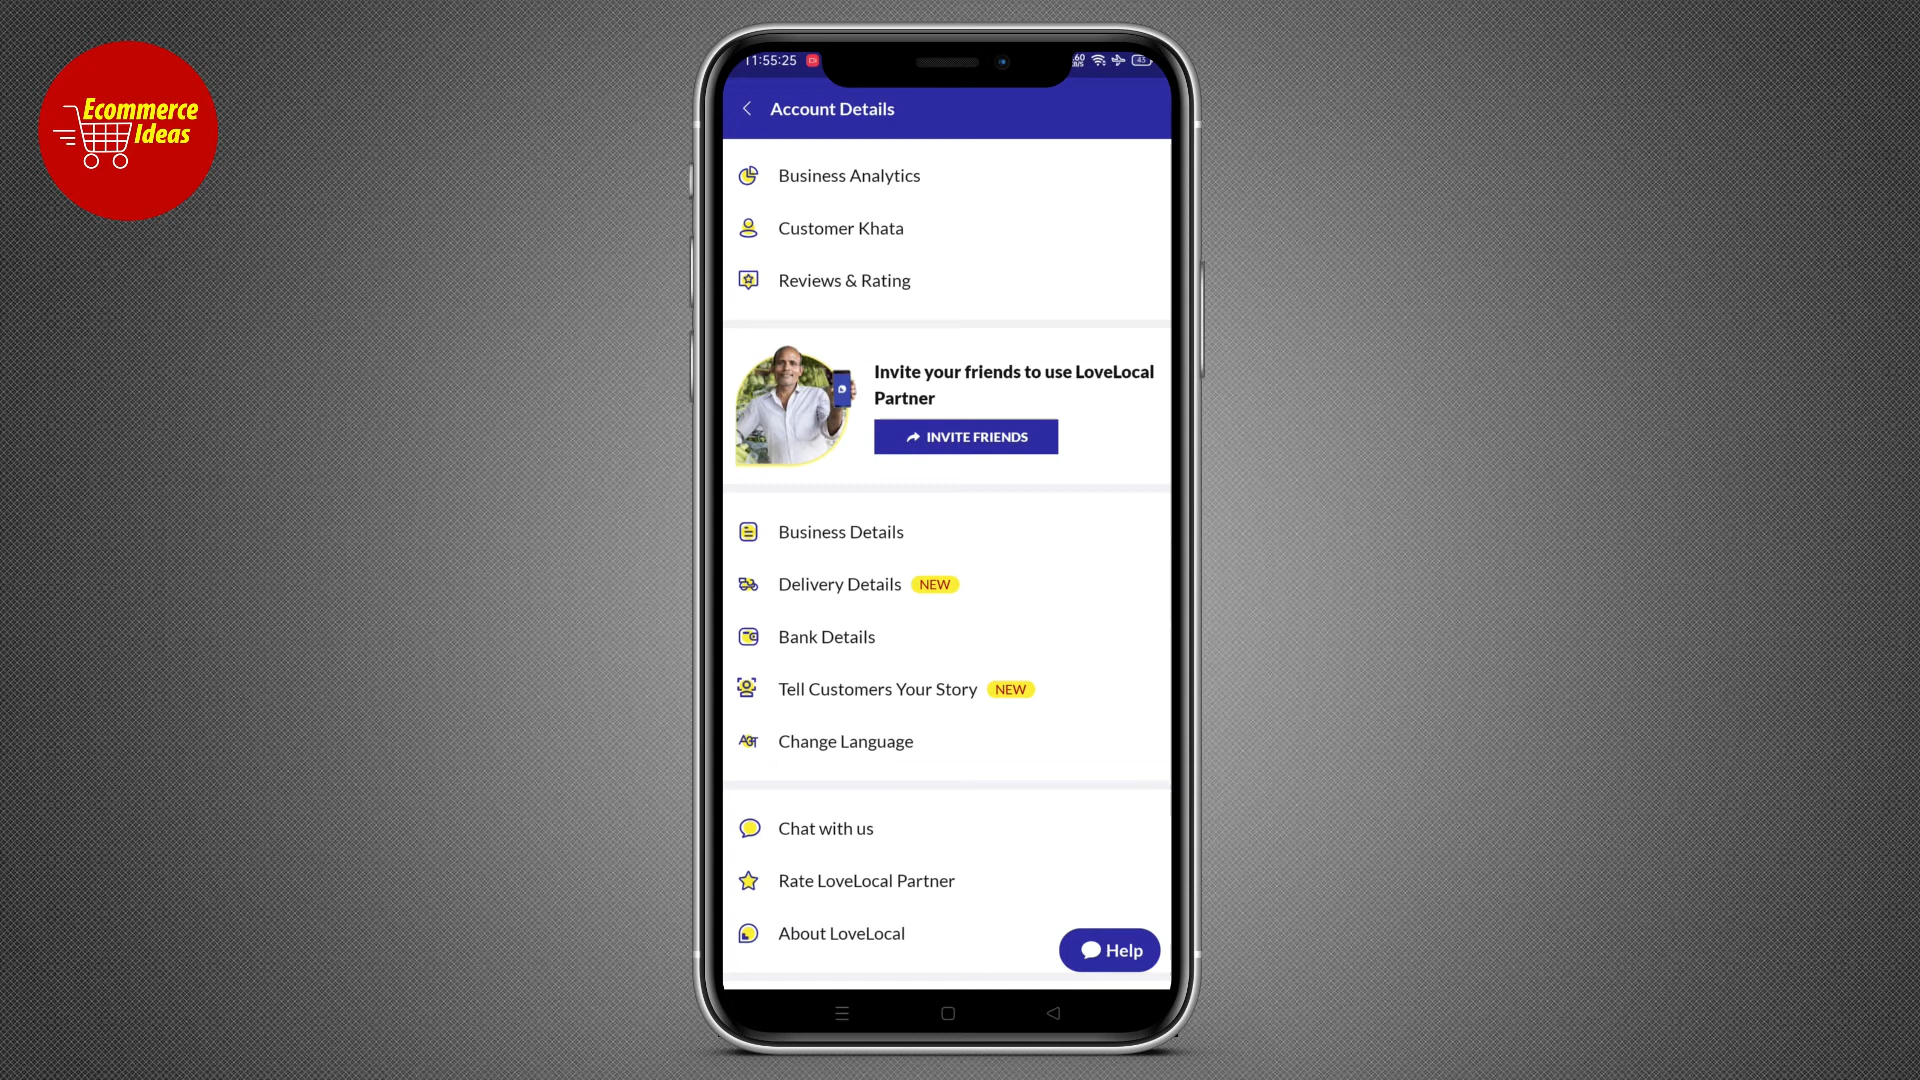 Ecommerce
Ideas
11:55:25
Account Details
Business Analytics
Customer Khata
Reviews & Rating
Invite your friends to use LoveLocal
Partner
INVITE FRIENDS
Business Details
Delivery Details NEW
Bank Details
Tell Customers Your Story NEW
Change Language
Chat with us
Rate LoveLocal Partner
About LoveLocal
Help